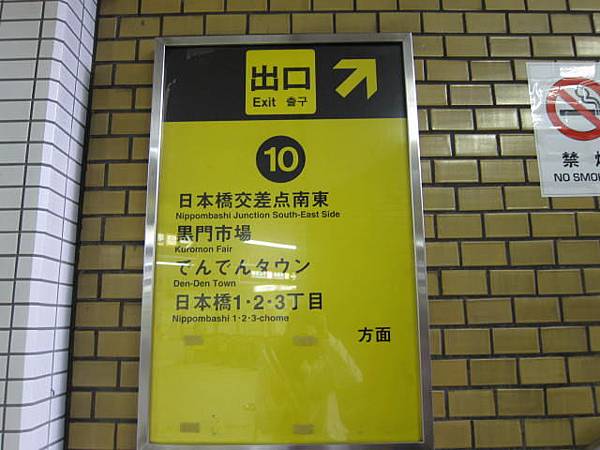 出口
Exit 출구
10
日本橋交差点南東
Nippombashi Junction South-East Side
黒門市場
Kuromon Fair
でんでんタウン
Den-Den Town
日本橋1・2・3丁目
Nippombashi 1・2・3-chome
方面
禁
NO SMO